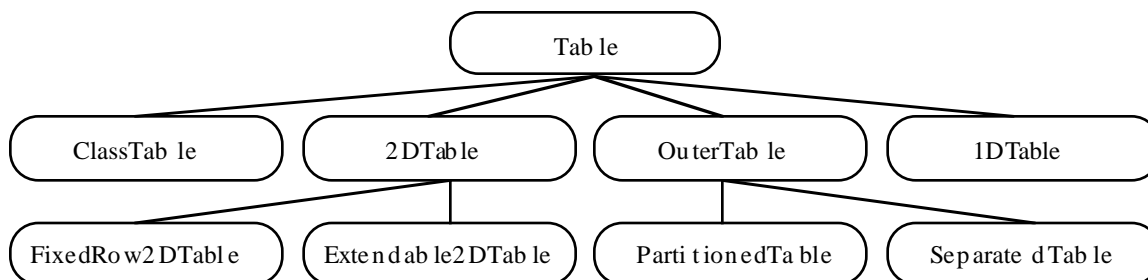 Table
ClassTable
2DTable
OuterTable
1DTable
FixedRow2DTable
Extendable2DTable
PartitionedTable
SeparatedTable